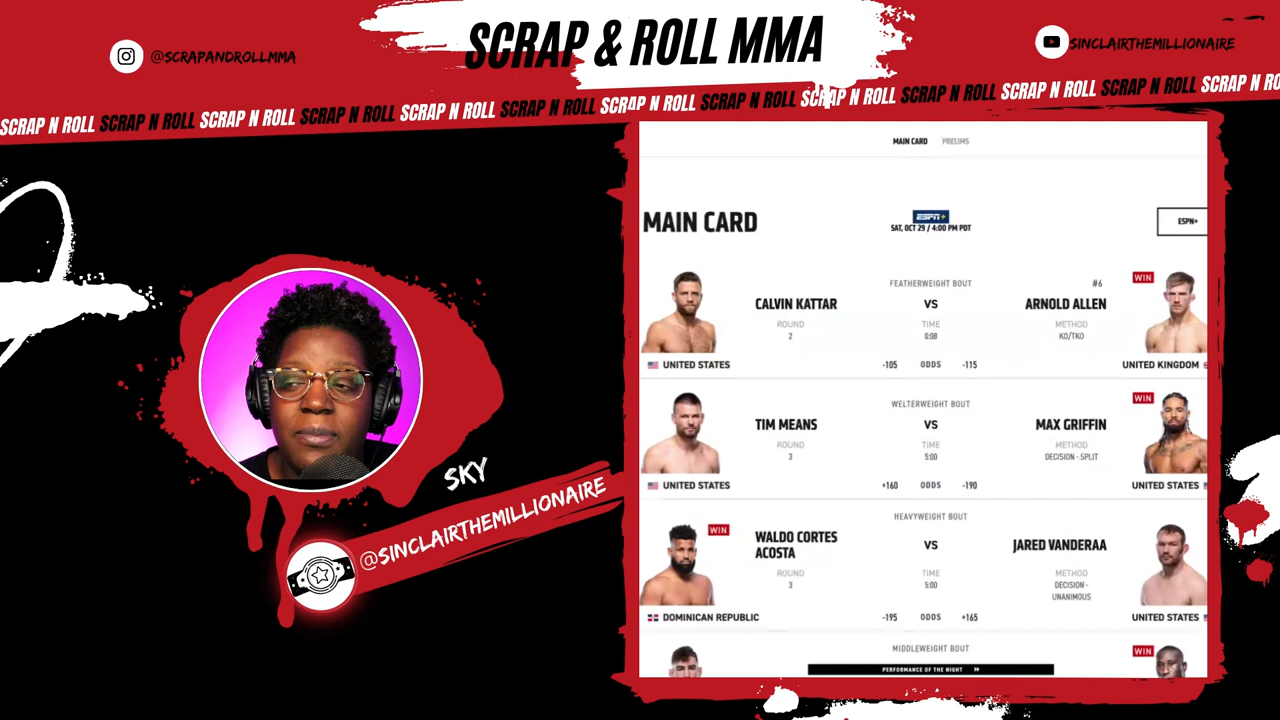 SCRAP & ROLL MMA
@SCRAPANDROLLMMA
SINCLAIRTHEMILLIONAIRE
SCRAP N ROLL SCRAP N ROLL SCRAP N ROLL SCRAP N ROLL SCRAP N ROLL SCRAP N ROLL SCRAP N ROLL SCRAP N ROLL SCRAP N ROLL SCRAP N ROLL SCRAP N ROLL SCRAP N ROLL SCRAP N RO
SKY
@SINCLAIRTHEMILLIONAIRE
MAIN CARD PRELIMS
MAIN CARD
ESPN+
SAT, OCT 29 / 4:00 PM PDT
ESPN+
FEATHERWEIGHT BOUT
#6
WIN
CALVIN KATTAR VS ARNOLD ALLEN
ROUND TIME METHOD
2 0:08 KO/TKO
UNITED STATES -105 ODDS -115 UNITED KINGDOM
WELTERWEIGHT BOUT
WIN
TIM MEANS VS MAX GRIFFIN
ROUND TIME METHOD
3 5:00 DECISION - SPLIT
UNITED STATES +160 ODDS -190 UNITED STATES
HEAVYWEIGHT BOUT
WIN
WALDO CORTES
ACOSTA
VS
JARED VANDERAA
ROUND TIME METHOD
3 5:00 DECISION -
UNANIMOUS
DOMINICAN REPUBLIC -195 ODDS +165 UNITED STATES
MIDDLEWEIGHT BOUT
WIN
PERFORMANCE OF THE NIGHT